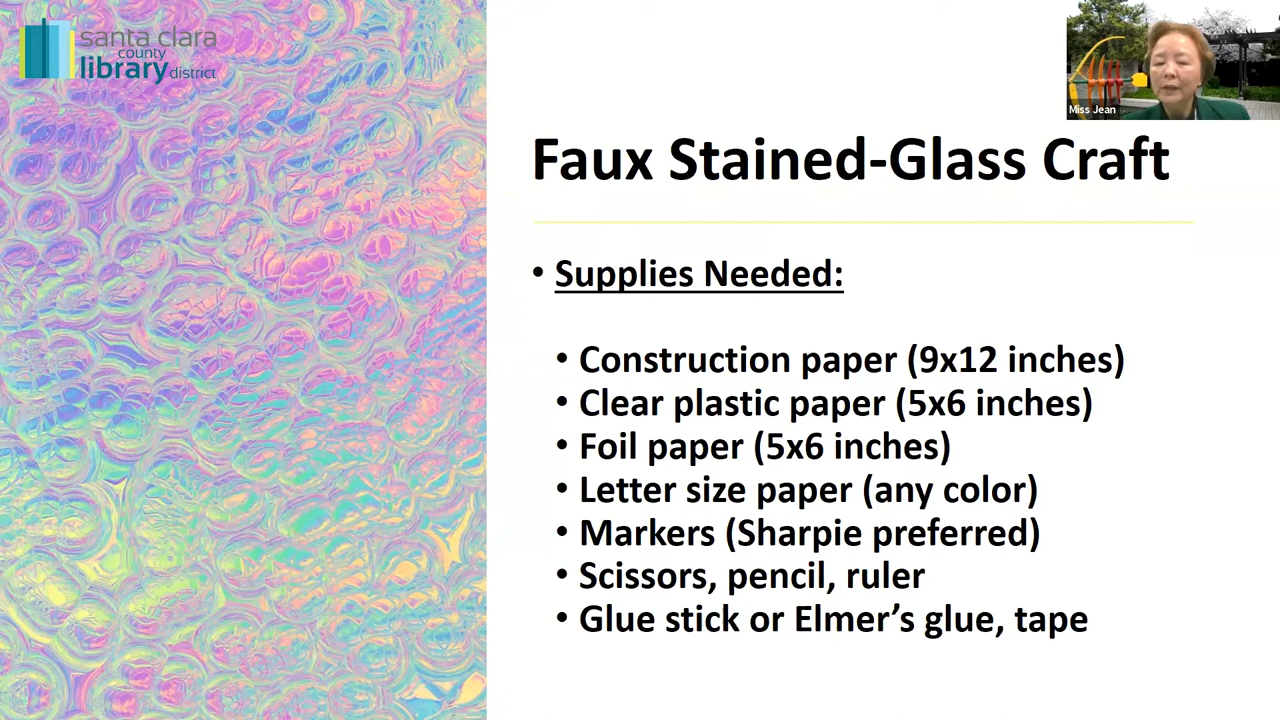 santa clara
county
library district
Miss Jean
Faux Stained-Glass Craft
• Supplies Needed:
• Construction paper (9x12 inches)
• Clear plastic paper (5x6 inches)
• Foil paper (5x6 inches)
• Letter size paper (any color)
• Markers (Sharpie preferred)
• Scissors, pencil, ruler
• Glue stick or Elmer’s glue, tape